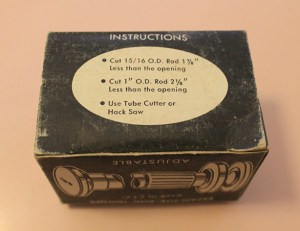 INSTRUCTIONS
• Cut 15/16 O.D. Rod 1⅞"
Less than the opening
• Cut 1" O.D. Rod 2⅛"
Less than the opening
• Use Tube Cutter or
Hack Saw
ADJUSTABLE